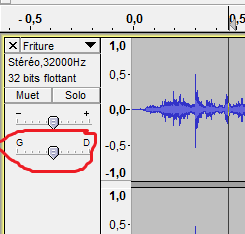 - 0,5 0,0 0,5
× Friture ▼
Stéréo,32000Hz
32 bits flottant
Muet Solo
- +
G D
1,0
0,5
0,0
-0,5
-1,0
1,0
0,5